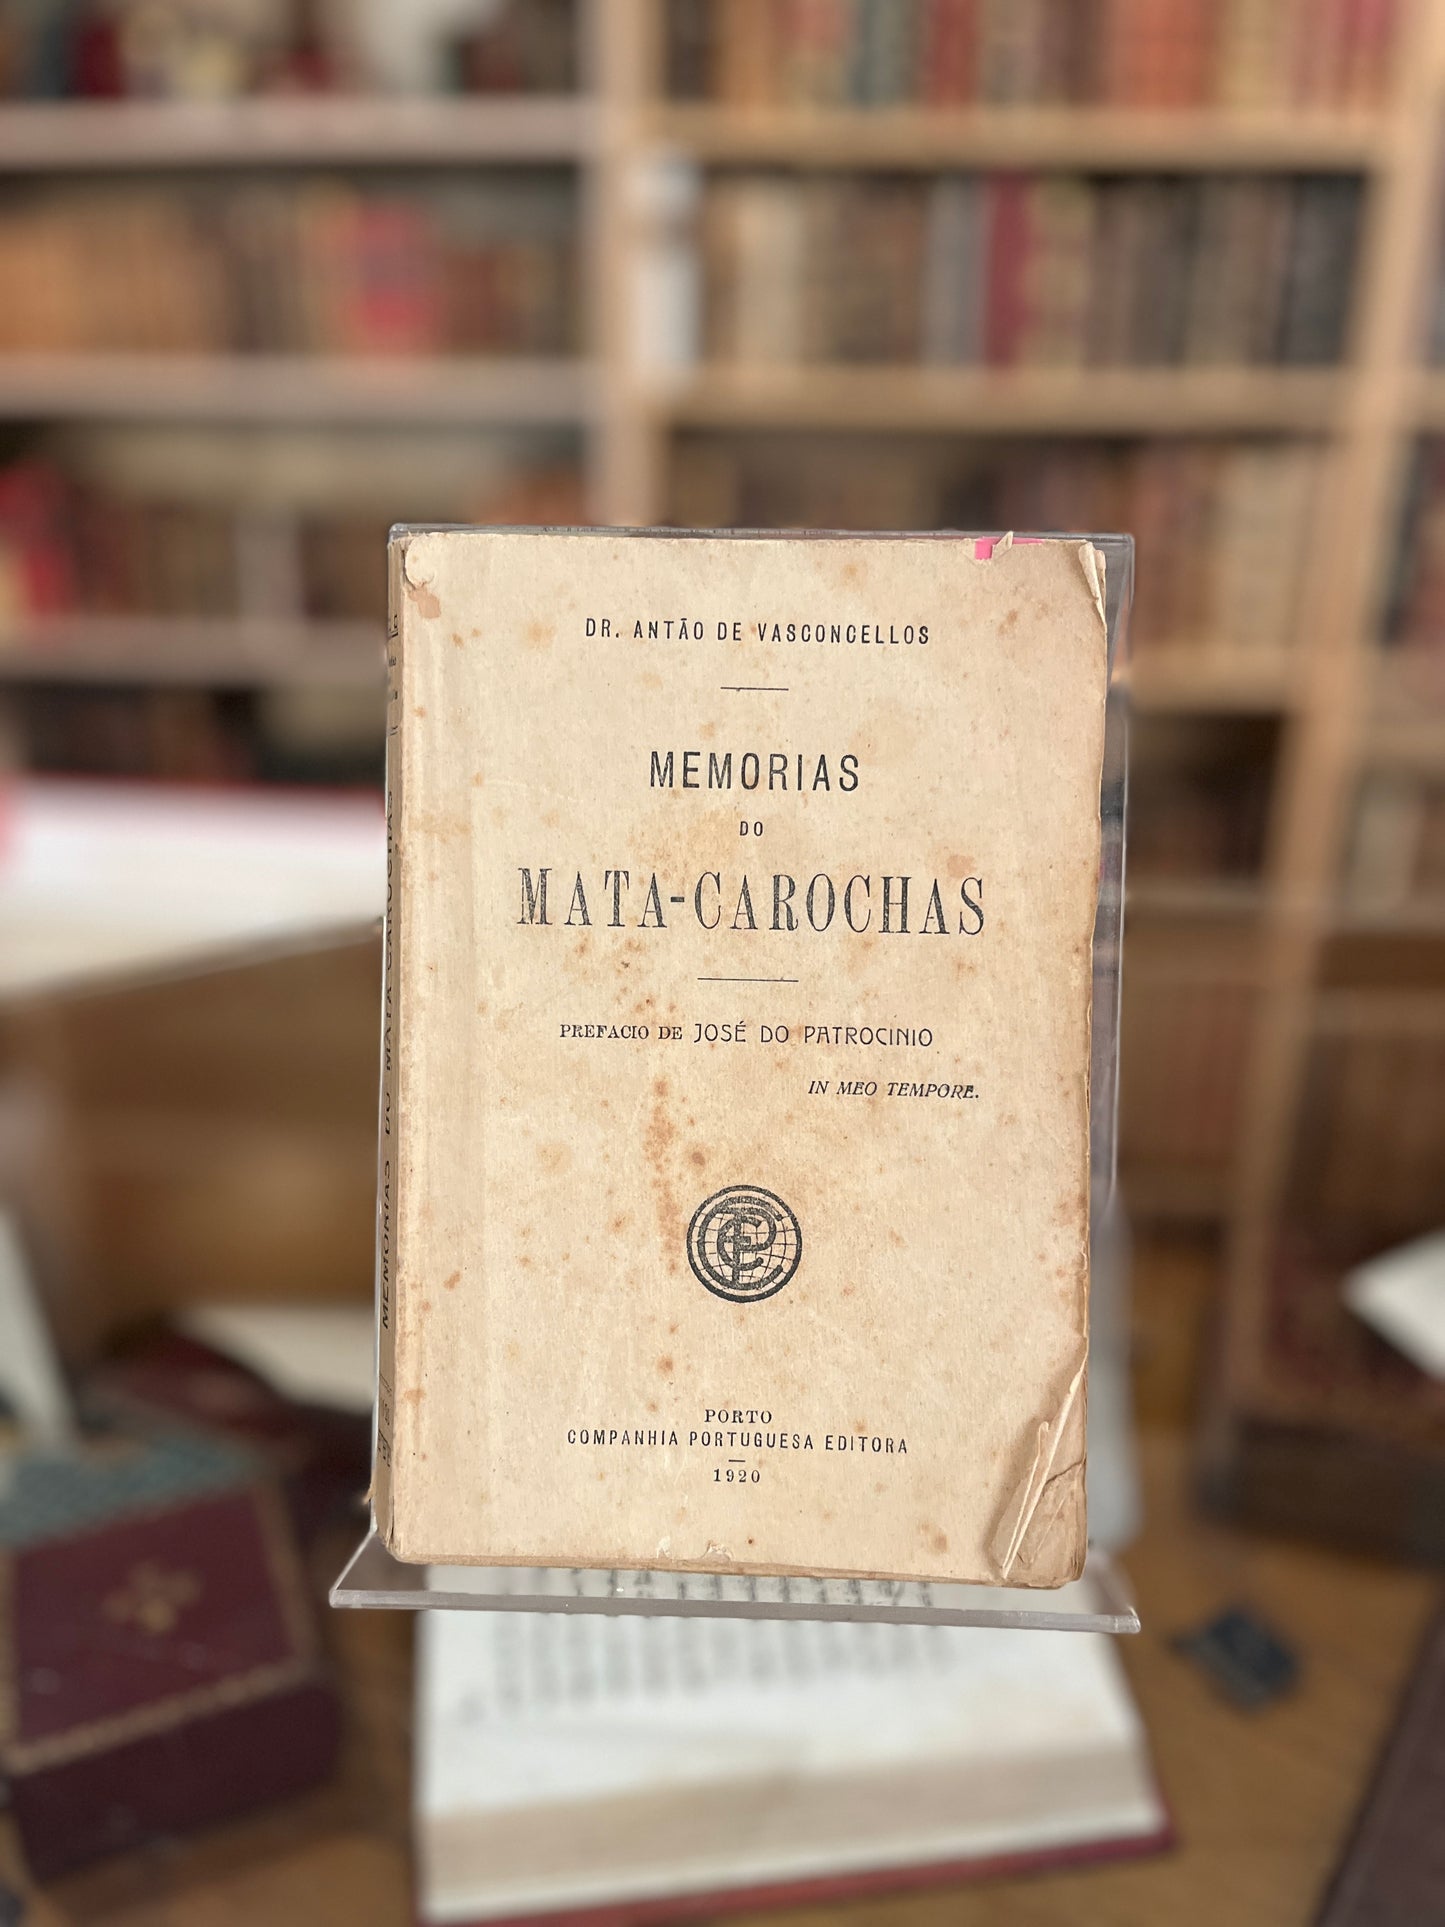 DR. ANTÃO DE VASCONCELLOS
MEMORIAS
DO
MATA-CAROCHAS
PREFACIO DE JOSÉ DO PATROCINIO
IN MEO TEMPORE.
PORTO
COMPANHIA PORTUGUESA EDITORA
1920
MEMORIAS DO MATA-CAROCHAS